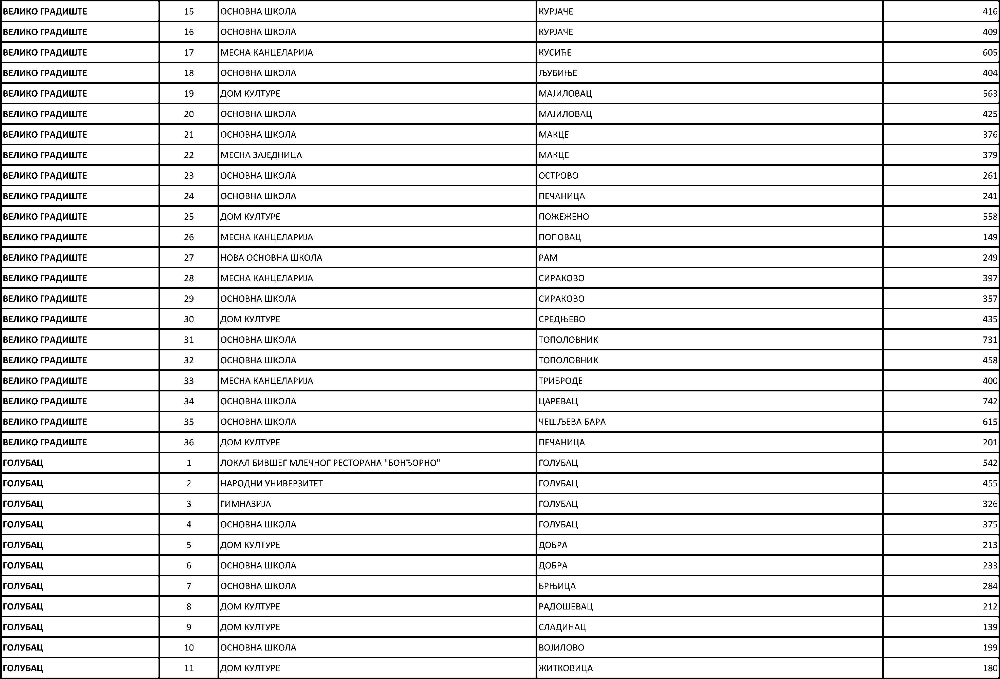 ВЕЛИКО ГРАДИШТЕ 15 ОСНОВНА ШКОЛА КУРЈАЧЕ 416
ВЕЛИКО ГРАДИШТЕ 16 ОСНОВНА ШКОЛА КУРЈАЧЕ 409
ВЕЛИКО ГРАДИШТЕ 17 МЕСНА КАНЦЕЛАРИЈА КУСИЋЕ 605
ВЕЛИКО ГРАДИШТЕ 18 ОСНОВНА ШКОЛА ЉУБИЊЕ 404
ВЕЛИКО ГРАДИШТЕ 19 ДОМ КУЛТУРЕ МАЈИЛОВАЦ 563
ВЕЛИКО ГРАДИШТЕ 20 ОСНОВНА ШКОЛА МАЈИЛОВАЦ 425
ВЕЛИКО ГРАДИШТЕ 21 ОСНОВНА ШКОЛА МАКЦЕ 376
ВЕЛИКО ГРАДИШТЕ 22 МЕСНА ЗАЈЕДНИЦА МАКЦЕ 379
ВЕЛИКО ГРАДИШТЕ 23 ОСНОВНА ШКОЛА ОСТРОВО 261
ВЕЛИКО ГРАДИШТЕ 24 ОСНОВНА ШКОЛА ПЕЧАНИЦА 241
ВЕЛИКО ГРАДИШТЕ 25 ДОМ КУЛТУРЕ ПОЖЕЖЕНО 558
ВЕЛИКО ГРАДИШТЕ 26 МЕСНА КАНЦЕЛАРИЈА ПОПОВАЦ 149
ВЕЛИКО ГРАДИШТЕ 27 НОВА ОСНОВНА ШКОЛА РАМ 249
ВЕЛИКО ГРАДИШТЕ 28 МЕСНА КАНЦЕЛАРИЈА СИРАКОВО 397
ВЕЛИКО ГРАДИШТЕ 29 ОСНОВНА ШКОЛА СИРАКОВО 357
ВЕЛИКО ГРАДИШТЕ 30 ДОМ КУЛТУРЕ СРЕДЊЕВО 435
ВЕЛИКО ГРАДИШТЕ 31 ОСНОВНА ШКОЛА ТОПОЛОВНИК 731
ВЕЛИКО ГРАДИШТЕ 32 ОСНОВНА ШКОЛА ТОПОЛОВНИК 458
ВЕЛИКО ГРАДИШТЕ 33 МЕСНА КАНЦЕЛАРИЈА ТРИБРОДЕ 400
ВЕЛИКО ГРАДИШТЕ 34 ОСНОВНА ШКОЛА ЦАРЕВАЦ 742
ВЕЛИКО ГРАДИШТЕ 35 ОСНОВНА ШКОЛА ЧЕШЉЕВА БАРА 615
ВЕЛИКО ГРАДИШТЕ 36 ДОМ КУЛТУРЕ ПЕЧАНИЦА 201
ГОЛУБАЦ 1 ЛОКАЛ БИВШЕГ МЛЕЧНОГ РЕСТОРАНА "БОНЂОРНО" ГОЛУБАЦ 542
ГОЛУБАЦ 2 НАРОДНИ УНИВЕРЗИТЕТ ГОЛУБАЦ 455
ГОЛУБАЦ 3 ГИМНАЗИЈА ГОЛУБАЦ 326
ГОЛУБАЦ 4 ОСНОВНА ШКОЛА ГОЛУБАЦ 375
ГОЛУБАЦ 5 ДОМ КУЛТУРЕ ДОБРА 213
ГОЛУБАЦ 6 ОСНОВНА ШКОЛА ДОБРА 233
ГОЛУБАЦ 7 ОСНОВНА ШКОЛА БРЊИЦА 284
ГОЛУБАЦ 8 ДОМ КУЛТУРЕ РАДОШЕВАЦ 212
ГОЛУБАЦ 9 ДОМ КУЛТУРЕ СЛАДИНАЦ 139
ГОЛУБАЦ 10 ОСНОВНА ШКОЛА ВОЈИЛОВО 199
ГОЛУБАЦ 11 ДОМ КУЛТУРЕ ЖИТКОВИЦА 180